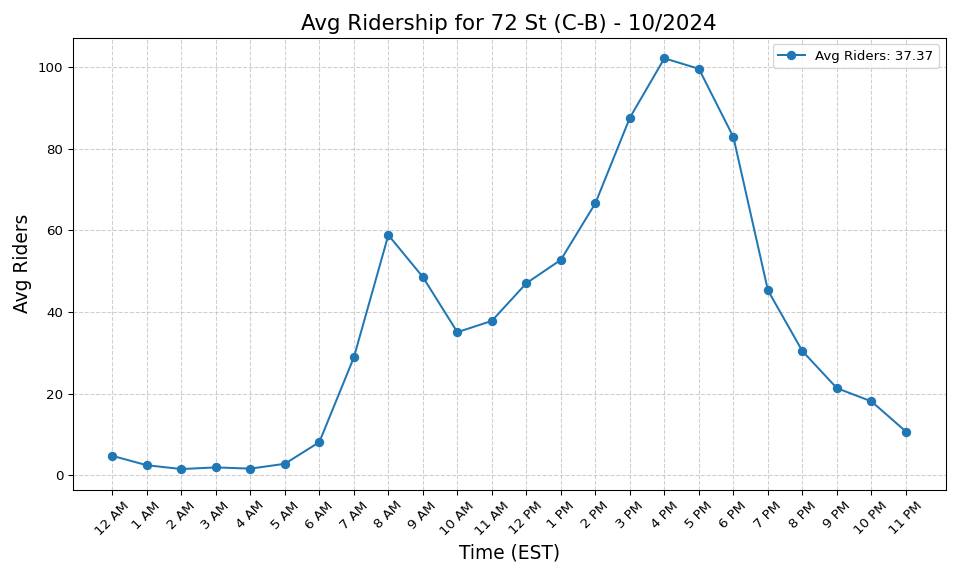 Avg Ridership for 72 St (C-B) - 10/2024
Avg Riders: 37.37
Avg Riders
100
80
60
40
20
0
12 AM
1 AM
2 AM
3 AM
4 AM
5 AM
6 AM
7 AM
8 AM
9 AM
10 AM
11 AM
12 PM
1 PM
2 PM
3 PM
4 PM
5 PM
6 PM
7 PM
8 PM
9 PM
10 PM
11 PM
Time (EST)